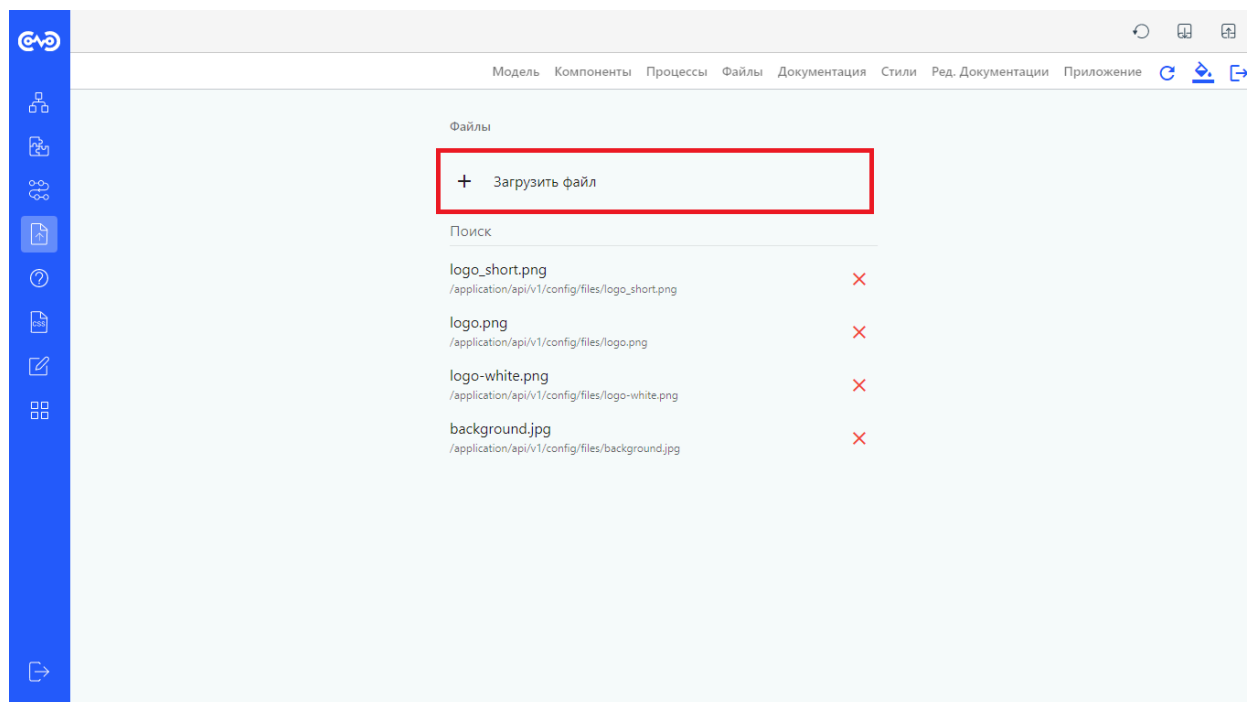 Модель Компоненты Процессы Файлы Документация Стили Ред. Документации Приложение
Файлы
+ Загрузить файл
Поиск
logo_short.png
/application/api/v1/config/files/logo_short.png
logo.png
/application/api/v1/config/files/logo.png
logo-white.png
/application/api/v1/config/files/logo-white.png
background.jpg
/application/api/v1/config/files/background.jpg
CSS